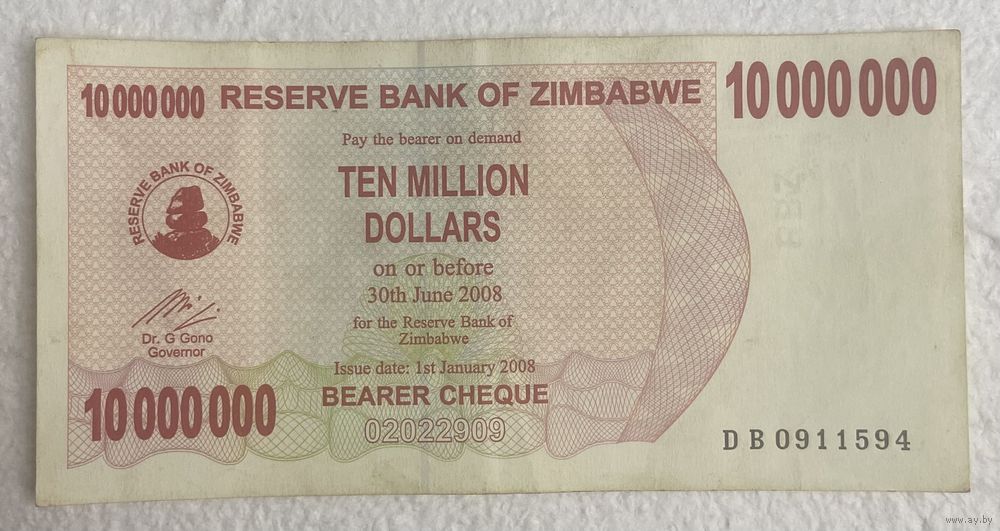 10 000 000 RESERVE BANK OF ZIMBABWE 10 000 000
Pay the bearer on demand
TEN MILLION
DOLLARS
RESERVE BANK OF ZIMBABWE
on or before
30th June 2008
for the Reserve Bank of
Zimbabwe
Dr. G Gono
Governor
Issue date: 1st January 2008
BEARER CHEQUE
10 000 000
02022909
D B 0911594
www.ay.by